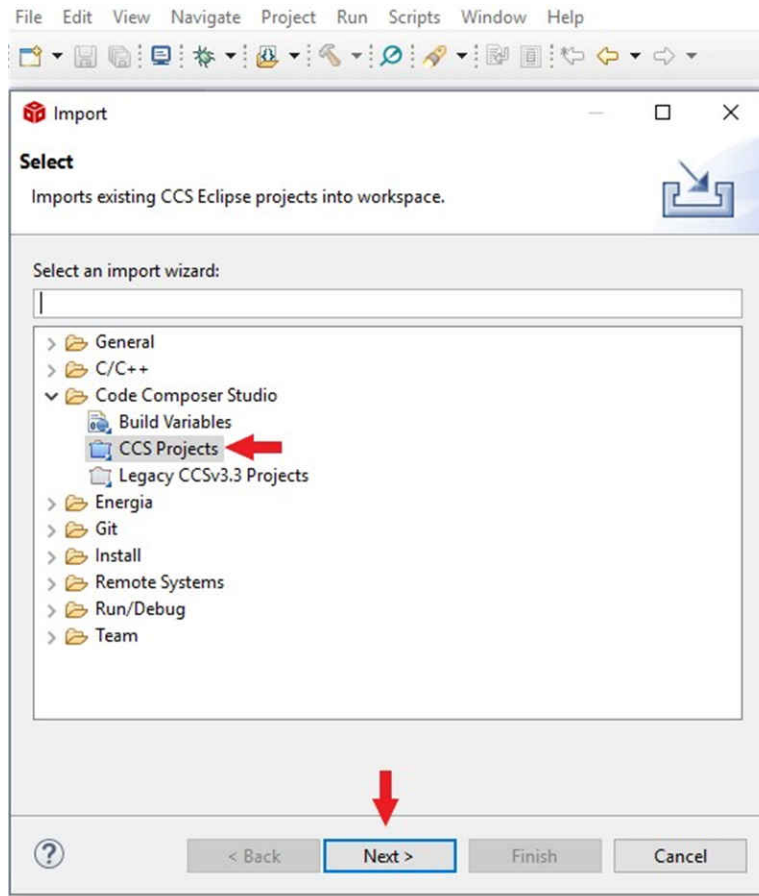 File Edit View Navigate Project Run Scripts Window Help
Import
Select
Imports existing CCS Eclipse projects into workspace.
Select an import wizard:
General
C/C++
Code Composer Studio
Build Variables
CCS Projects
Legacy CCSv3.3 Projects
Energia
Git
Install
Remote Systems
Run/Debug
Team
? < Back Next > Finish Cancel